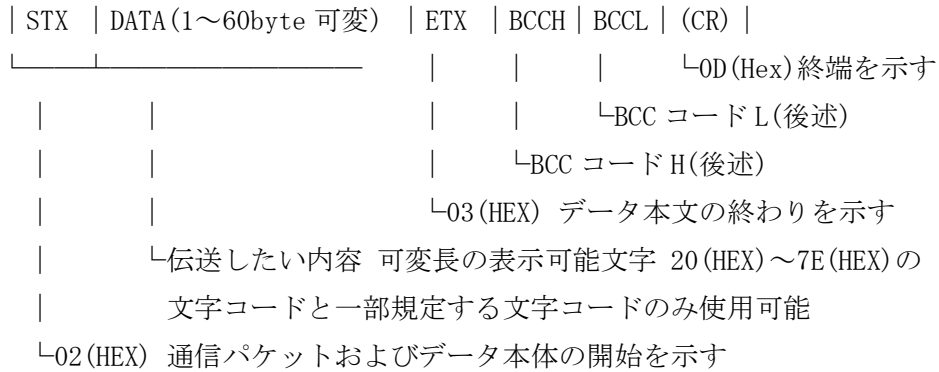 |STX |DATA(1～60byte 可変) |ETX |BCCH|BCCL|(CR)|
└0D(Hex)終端を示す
└BCC コード L(後述)
└BCC コード H(後述)
└03(HEX) データ本文の終わりを示す
└伝送したい内容 可変長の表示可能文字 20(HEX)～7E(HEX)の
文字コードと一部規定する文字コードのみ使用可能
└02(HEX) 通信パケットおよびデータ本体の開始を示す